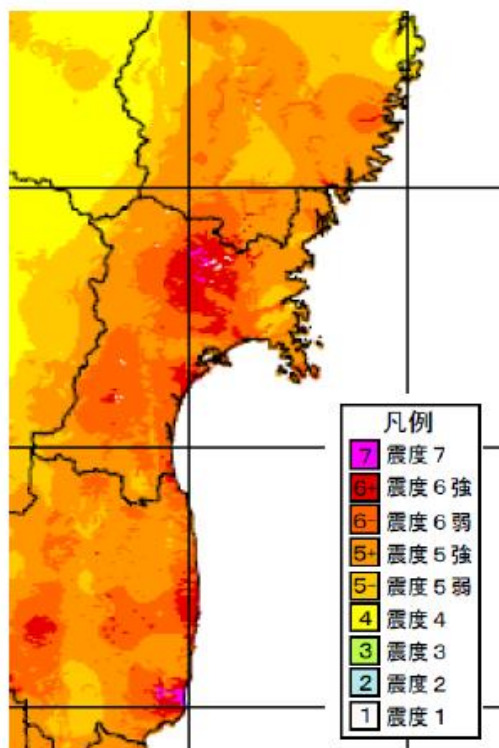 凡例
7 震度7
6+ 震度6強
6- 震度6弱
5+ 震度5強
5- 震度5弱
4 震度4
3 震度3
2 震度2
1 震度1